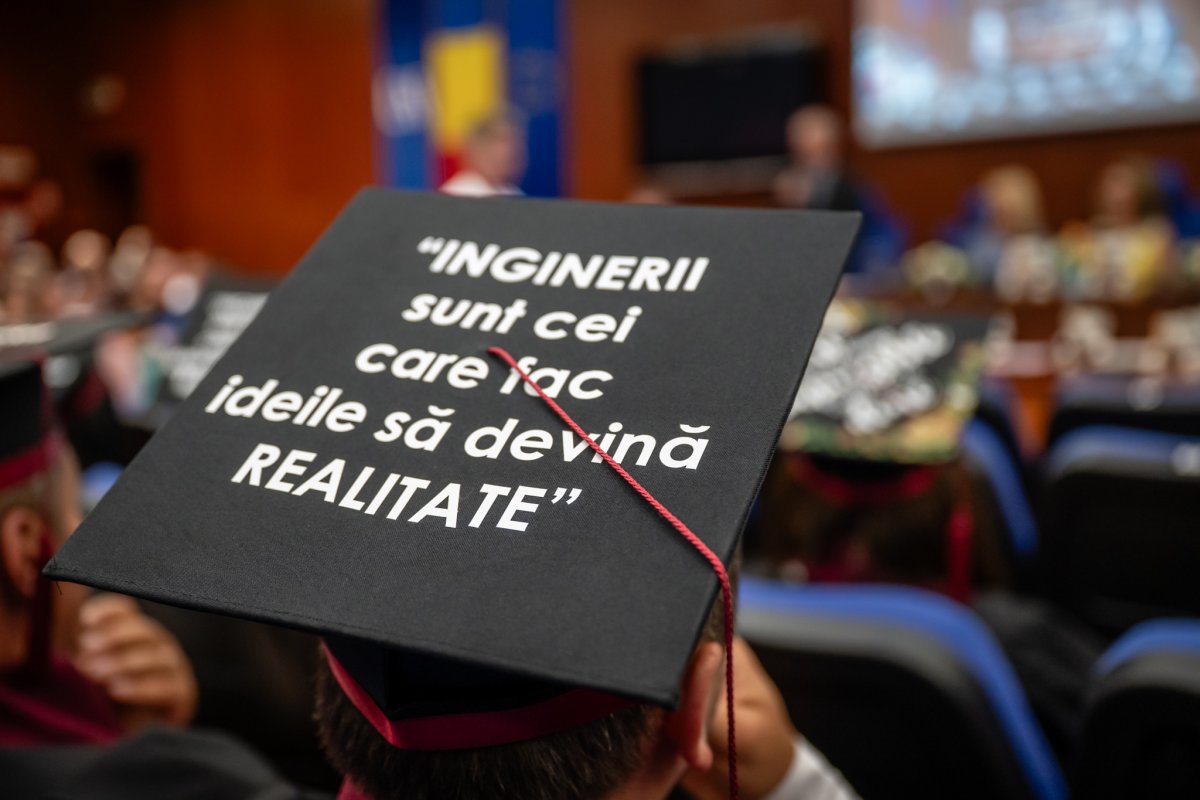 “INGINERII
sunt cei
care fac
ideile să devină
REALITATE”